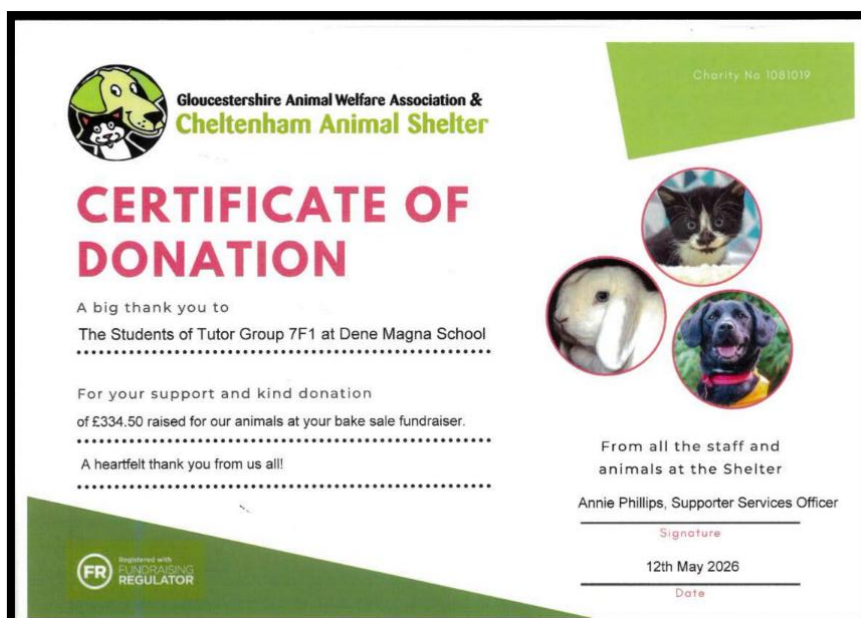 Gloucestershire Animal Welfare Association &
Cheltenham Animal Shelter
Charity No 1081019
CERTIFICATE OF
DONATION
A big thank you to
The Students of Tutor Group 7F1 at Dene Magna School
For your support and kind donation
of £334.50 raised for our animals at your bake sale fundraiser.
A heartfelt thank you from us all!
From all the staff and
animals at the Shelter
Annie Phillips, Supporter Services Officer
Signature
12th May 2026
Date
FR
Registered with
FUNDRAISING
REGULATOR